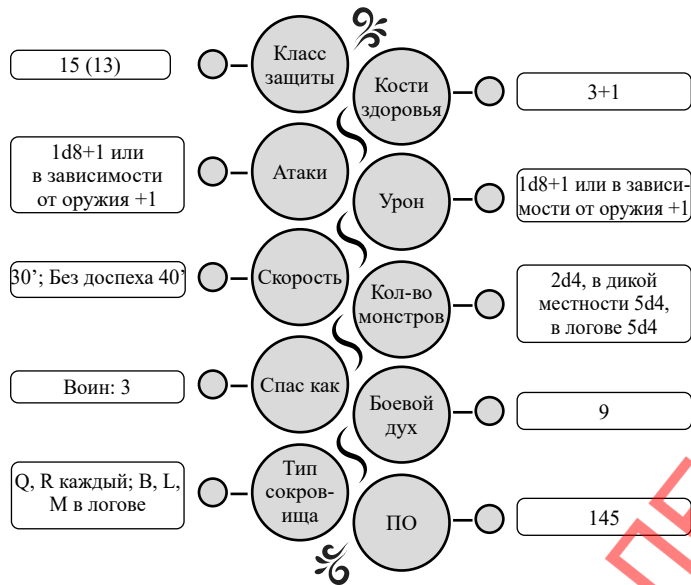 15 (13)
Класс
защиты
Кости
здоровья
3+1
1d8+1 или
в зависимости
от оружия +1
Атаки
Урон
1d8+1 или в зависи-
мости от оружия +1
30’; Без доспеха 40’
Скорость
Кол-во
монстров
2d4, в дикой
местности 5d4,
в логове 5d4
Воин: 3
Спас как
Боевой
дух
9
Q, R каждый; B, L,
M в логове
Тип
сокров-
ища
ПО
145